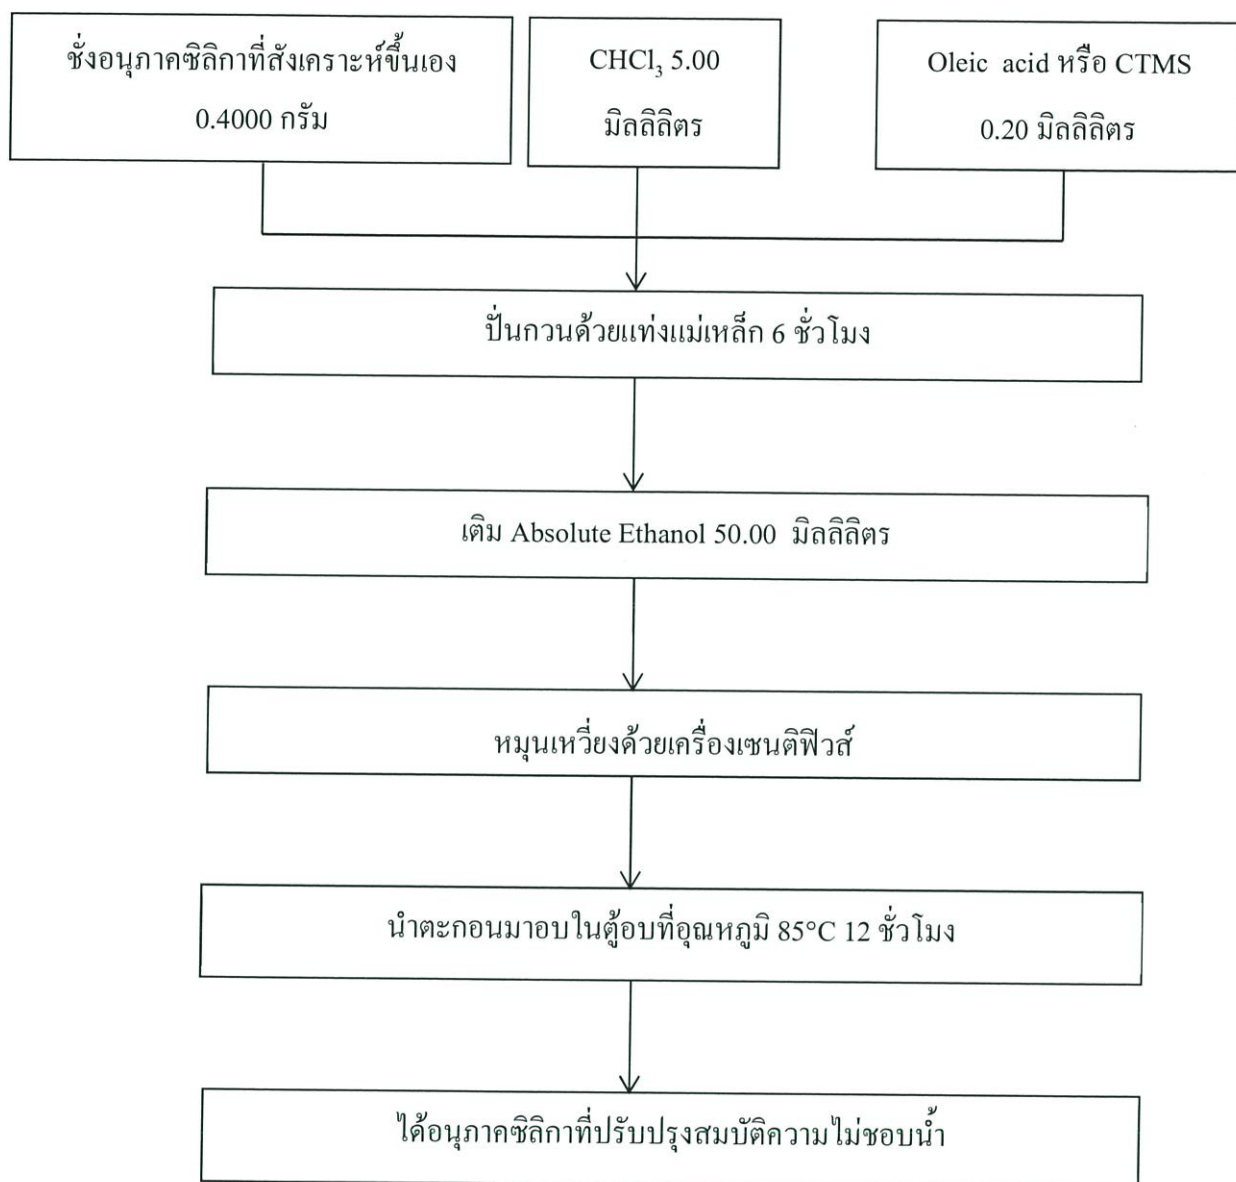 ชั่งอนุภาคซิลิกาที่สังเคราะห์ขึ้นเอง
0.4000 กรัม
CHCl₃ 5.00
มิลลิลิตร
Oleic acid หรือ CTMS
0.20 มิลลิลิตร
ปั่นกวนด้วยแท่งแม่เหล็ก 6 ชั่วโมง
เติม Absolute Ethanol 50.00 มิลลิลิตร
หมุนเหวี่ยงด้วยเครื่องเซนติฟิวส์
นำตะกอนมาอบในตู้อบที่อุณหภูมิ 85°C 12 ชั่วโมง
ได้อนุภาคซิลิกาที่ปรับปรุงสมบัติความไม่ชอบน้ำ